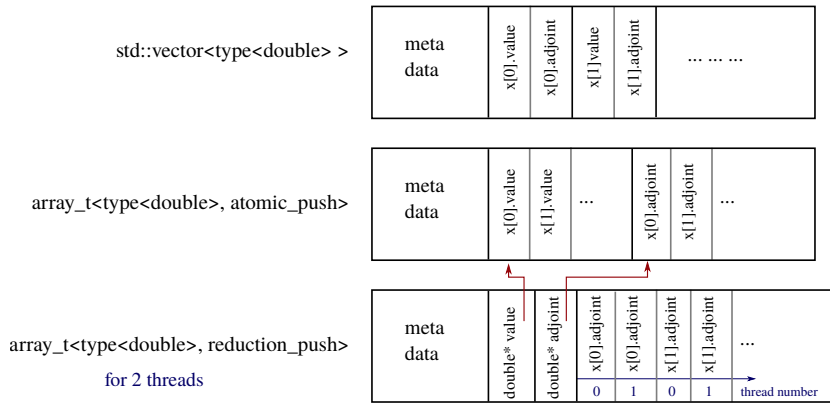 std::vector<type<double> >
meta
data
x[0].value
x[0].adjoint
x[1]value
x[1].adjoint
... ... ...
array_t<type<double>, atomic_push>
meta
data
x[0].value
x[1].value
...
x[0].adjoint
x[1].adjoint
...
array_t<type<double>, reduction_push>
for 2 threads
meta
data
double* value
double* adjoint
x[0].adjoint
x[0].adjoint
x[1].adjoint
x[1].adjoint
...
0 1 0 1 thread number